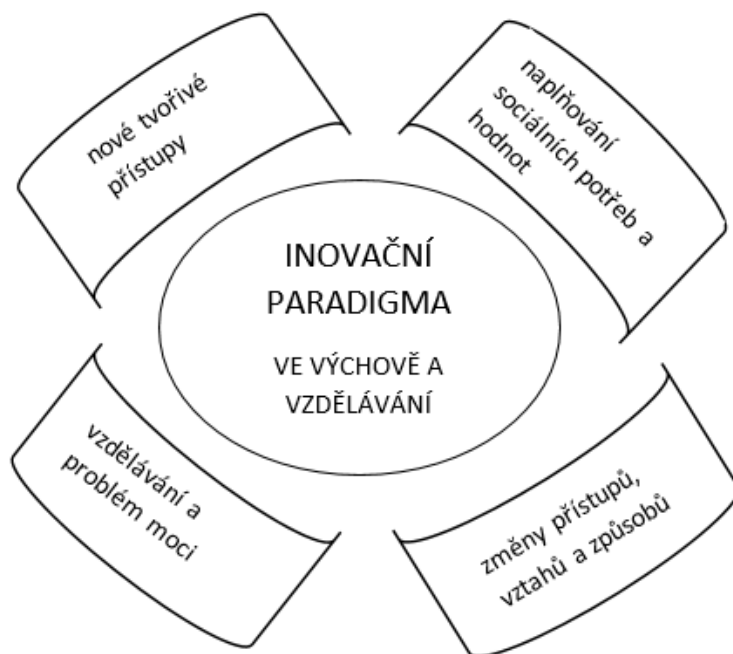 nové tvořivé
přístupy
naplňování
sociálních potřeb a
hodnot
INOVAČNÍ
PARADIGMA
VE VÝCHOVĚ A
VZDĚLÁVÁNÍ
vzdělávání a
problém moci
změny přístupů,
vztahů a způsobů